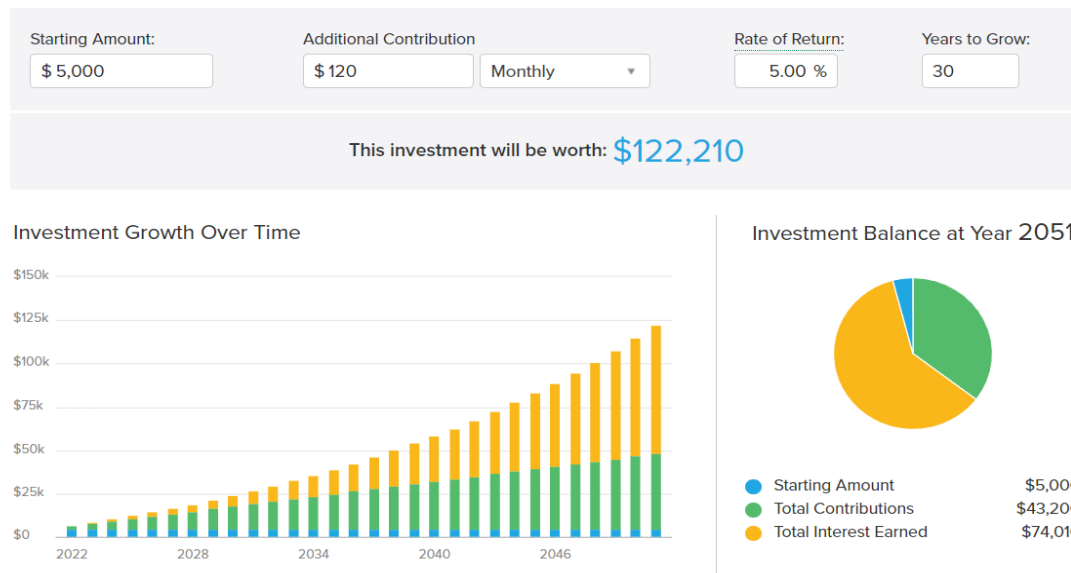 Starting Amount: Additional Contribution Rate of Return: Years to Grow:
$ 5,000 $ 120 Monthly 5.00 % 30
This investment will be worth: $122,210
Investment Growth Over Time
$150k
$125k
$100k
$75k
$50k
$25k
$0
2022 2028 2034 2040 2046
Investment Balance at Year 2051
Starting Amount
Total Contributions
Total Interest Earned